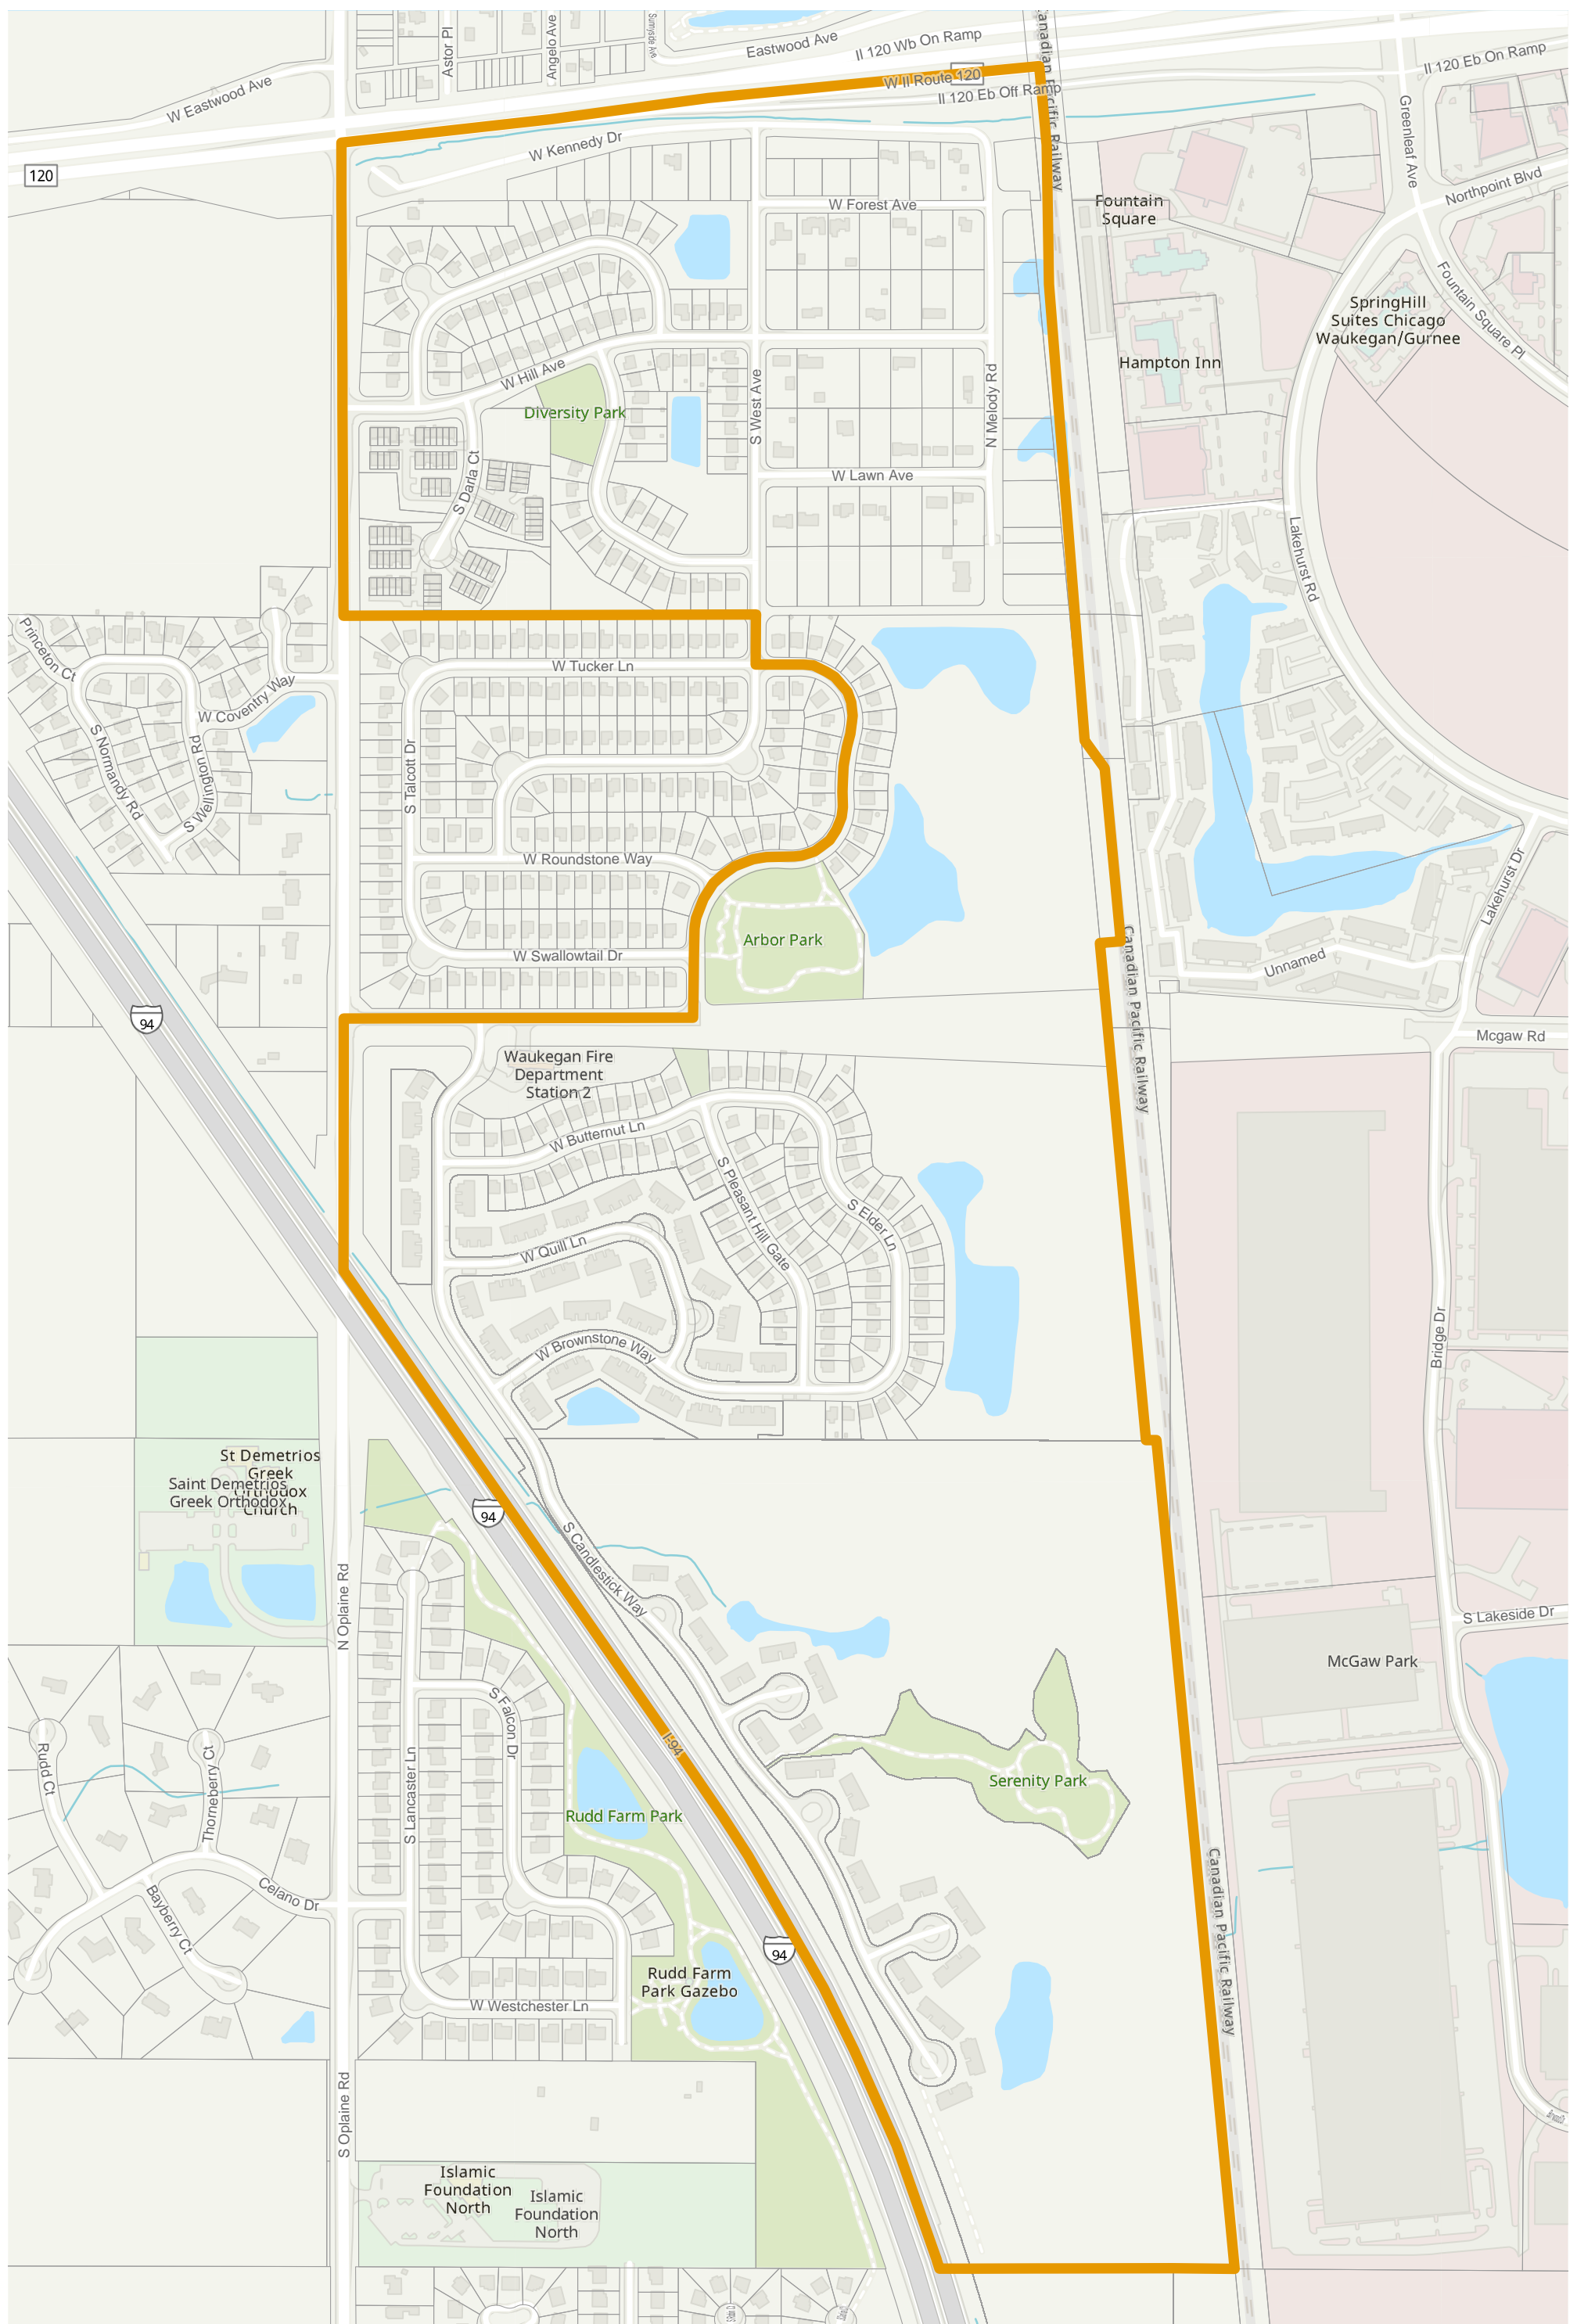 Astor Pl
Angelo Ave
Sunnyside Ave
Eastwood Ave
Il 120 Wb On Ramp
Canadian Pacific Railway
Il 120 Eb On Ramp
W Eastwood Ave
W Il Route 120
Il 120 Eb Off Ramp
120
Greenleaf Ave
Northpoint Blvd
W Kennedy Dr
W Forest Ave
Fountain
Square
Fountain Square Pl
SpringHill
Suites Chicago
Waukegan/Gurnee
Hampton Inn
W Hill Ave
Diversity Park
S West Ave
N Melody Rd
S Darla Ct
W Lawn Ave
Lakehurst Rd
Princeton Ct
W Coventry Way
S Normandy Rd
S Wellington Rd
W Tucker Ln
S Talcott Dr
W Roundstone Way
Lakehurst Dr
Arbor Park
W Swallowtail Dr
Unnamed
94
Canadian Pacific Railway
Mcgaw Rd
Waukegan Fire
Department
Station 2
W Butternut Ln
S Pleasant Hill Gate
S Elder Ln
W Quill Ln
W Brownstone Way
Bridge Dr
St Demetrios
Greek
Orthodox
Church
Saint Demetrios
Greek Orthodox
94
S Candlestick Way
N Oplaine Rd
S Lakeside Dr
McGaw Park
S Falcon Dr
I-94
Rudd Ct
Thorneberry Ct
S Lancaster Ln
Serenity Park
Rudd Farm Park
Celano Dr
Bayberry Ct
Canadian Pacific Railway
94
Rudd Farm
Park Gazebo
W Westchester Ln
S Oplaine Rd
Islamic
Foundation
North
Islamic
Foundation
North